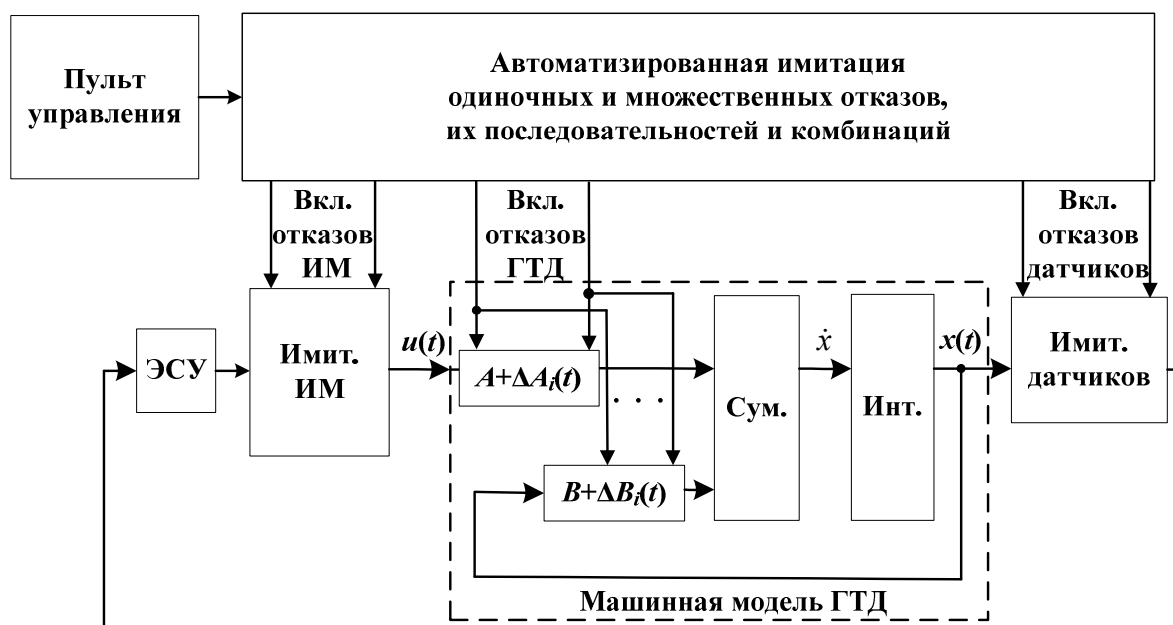 Пульт
управления
Автоматизированная имитация
одиночных и множественных отказов,
их последовательностей и комбинаций
Вкл.
отказов
ИМ
Вкл.
отказов
ГТД
Вкл.
отказов
датчиков
ЭСУ
Имит.
ИМ
u(t)
A+ΔAᵢ(t)
. . .
B+ΔBᵢ(t)
Сум.
ẋ
Инт.
x(t)
Имит.
датчиков
Машинная модель ГТД